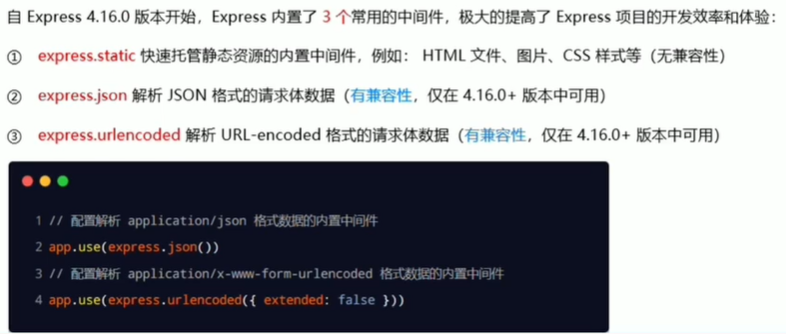 自 Express 4.16.0 版本开始，Express 内置了 3 个常用的中间件，极大的提高了 Express 项目的开发效率和体验：
① express.static 快速托管静态资源的内置中间件，例如： HTML 文件、图片、CSS 样式等（无兼容性）
② express.json 解析 JSON 格式的请求体数据（有兼容性，仅在 4.16.0+ 版本中可用）
③ express.urlencoded 解析 URL-encoded 格式的请求体数据（有兼容性，仅在 4.16.0+ 版本中可用）
1 // 配置解析 application/json 格式数据的内置中间件
2 app.use(express.json())
3 // 配置解析 application/x-www-form-urlencoded 格式数据的内置中间件
4 app.use(express.urlencoded({ extended: false }))